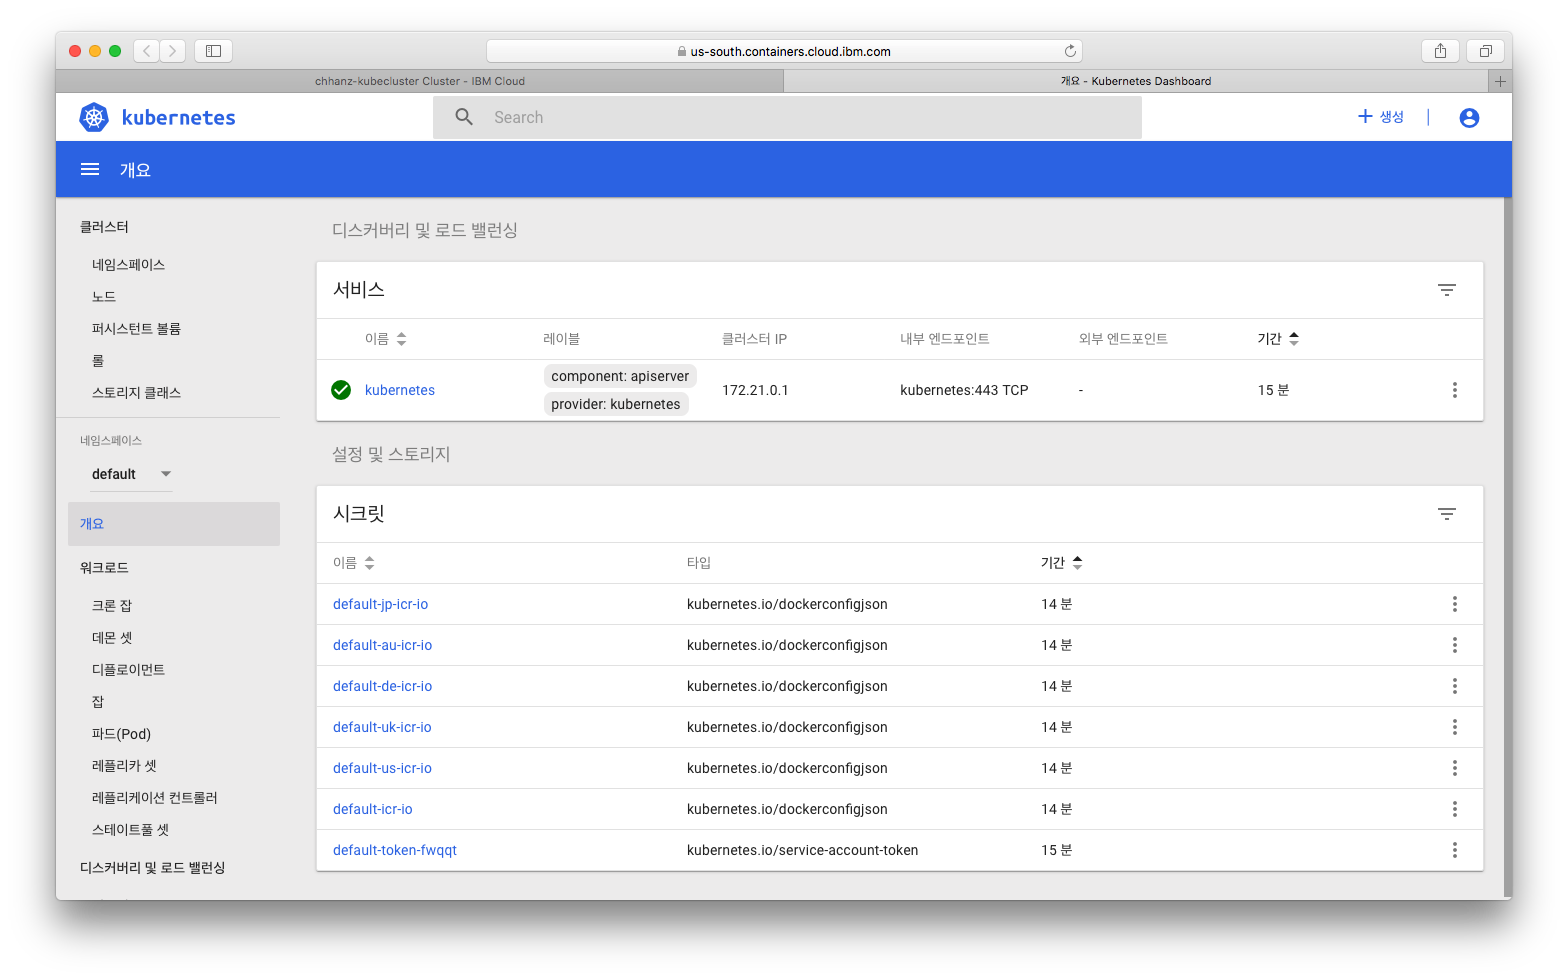 us-south.containers.cloud.ibm.com
chhanz-kubecluster Cluster - IBM Cloud
개요 - Kubernetes Dashboard
kubernetes
Search
생성
개요
클러스터
네임스페이스
노드
퍼시스턴트 볼륨
롤
스토리지 클래스
네임스페이스
default
개요
워크로드
크론 잡
데몬 셋
디플로이먼트
잡
파드(Pod)
레플리카 셋
레플리케이션 컨트롤러
스테이트풀 셋
디스커버리 및 로드 밸런싱
디스커버리 및 로드 밸런싱
서비스
이름 레이블 클러스터 IP 내부 엔드포인트 외부 엔드포인트 기간
kubernetes component: apiserver provider: kubernetes 172.21.0.1 kubernetes:443 TCP - 15 분
설정 및 스토리지
시크릿
이름 타입 기간
default-jp-icr-io kubernetes.io/dockerconfigjson 14 분
default-au-icr-io kubernetes.io/dockerconfigjson 14 분
default-de-icr-io kubernetes.io/dockerconfigjson 14 분
default-uk-icr-io kubernetes.io/dockerconfigjson 14 분
default-us-icr-io kubernetes.io/dockerconfigjson 14 분
default-icr-io kubernetes.io/dockerconfigjson 14 분
default-token-fwqqt kubernetes.io/service-account-token 15 분